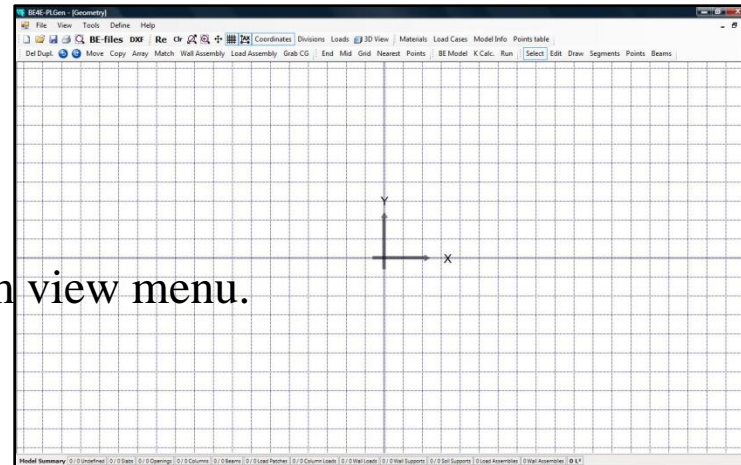 BE4E-PLGen - [Geometry]
File View Tools Define Help
BE-files DXF Re Clr Coordinates Divisions Loads 3D View Materials Load Cases Model Info Points table
Del Dupl. Move Copy Array Match Wall Assembly Load Assembly Grab CG End Mid Grid Nearest Points BE Model K Calc. Run Select Edit Draw Segments Points Beams
Y
X
view menu.
Model Summary 0 / 0 Undefined 0 / 0 Slabs 0 / 0 Openings 0 / 0 Columns 0 / 0 Beams 0 / 0 Load Patches 0 / 0 Column Loads 0 / 0 Wall Loads 0 / 0 Wall Supports 0 / 0 Soil Supports 0 Load Assemblies 0 Wall Assemblies